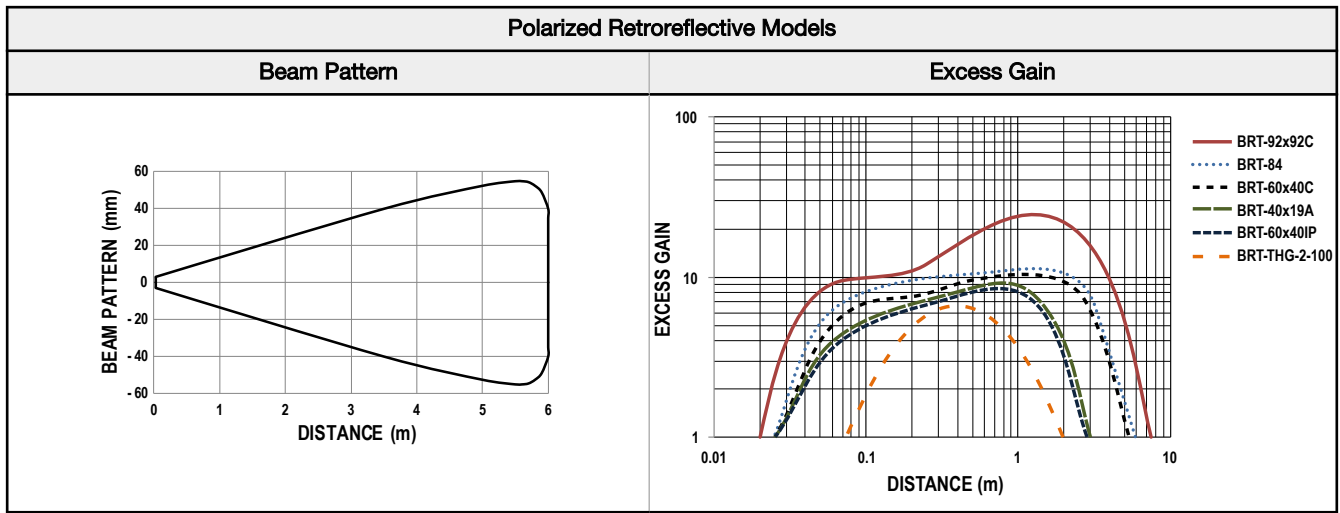 Polarized Retroreflective Models
Beam Pattern
Excess Gain
60
40
20
0
- 20
- 40
- 60
BEAM PATTERN (mm)
0 1 2 3 4 5 6
DISTANCE (m)
100
10
1
EXCESS GAIN
0.01 0.1 1 10
DISTANCE (m)
BRT-92x92C
BRT-84
BRT-60x40C
BRT-40x19A
BRT-60x40IP
BRT-THG-2-100